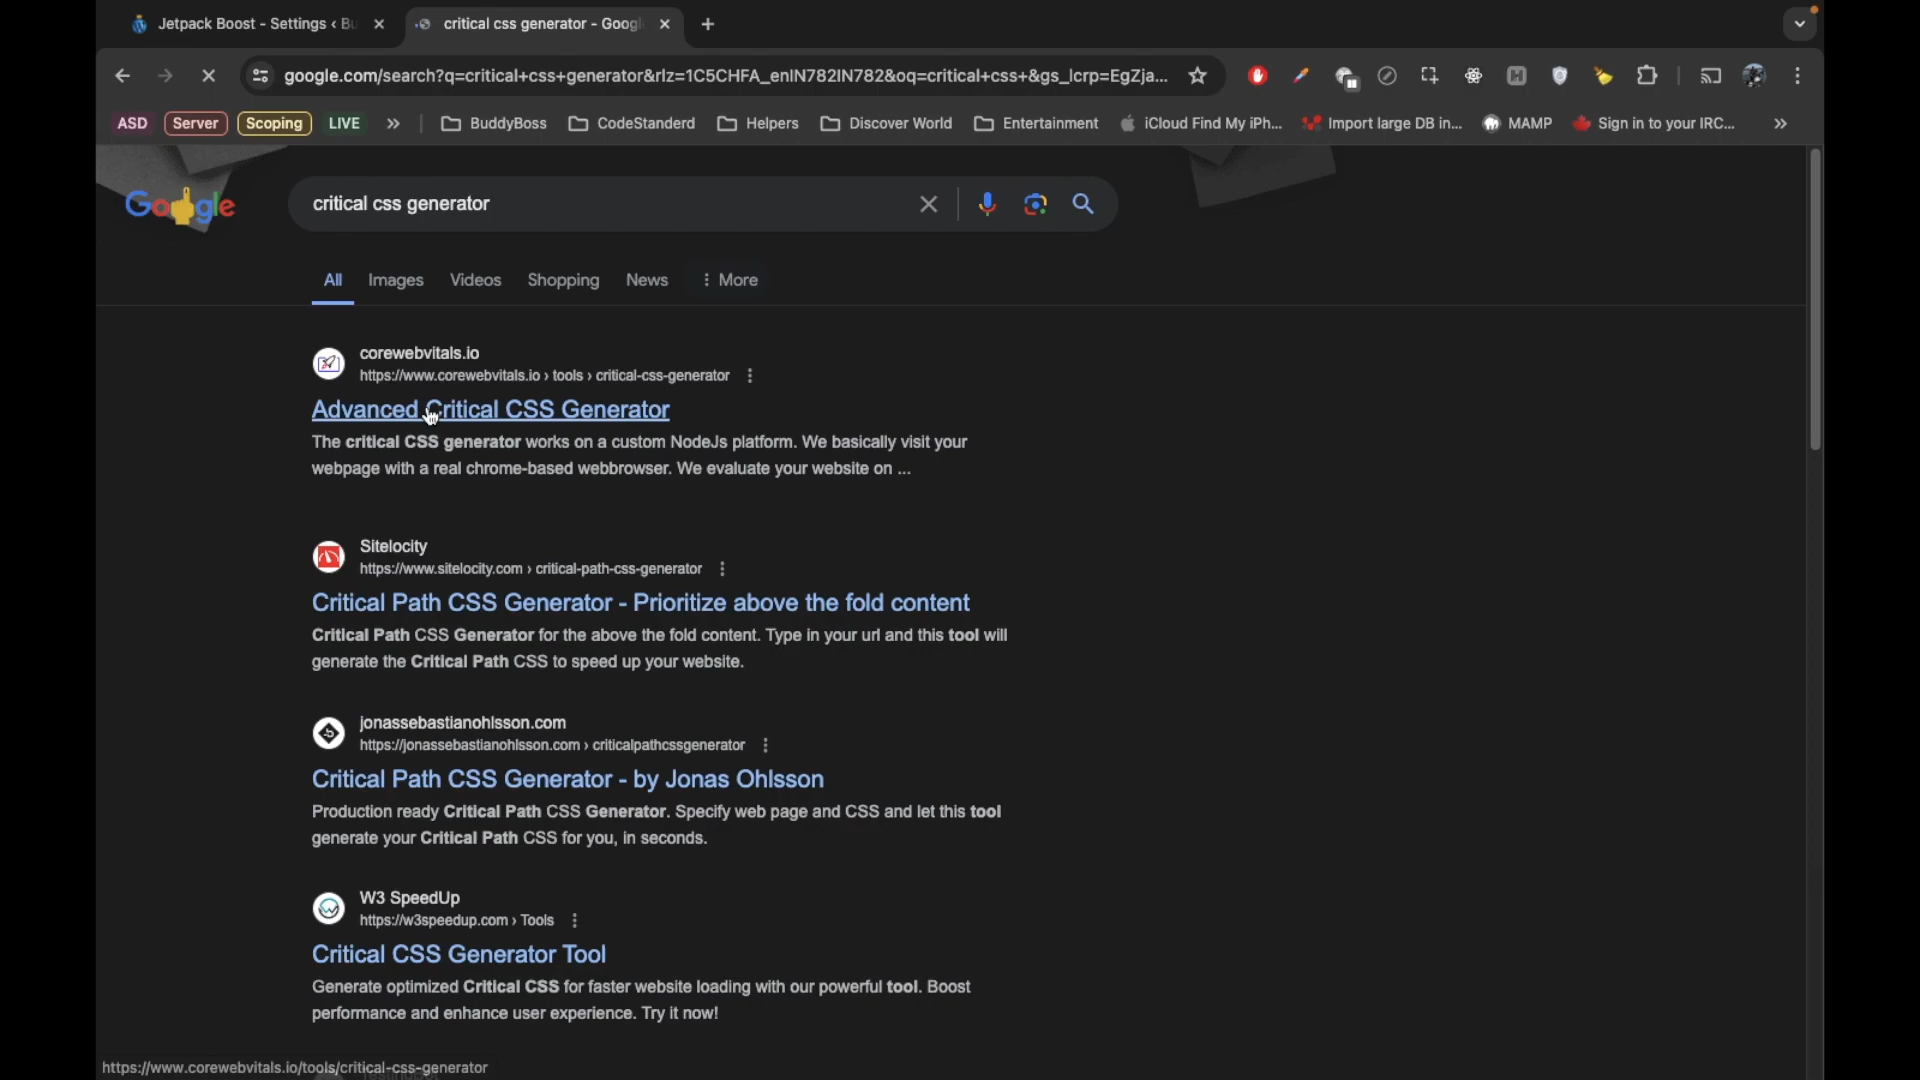 Jetpack Boost - Settings ‹ Bu
critical css generator - Googl
google.com/search?q=critical+css+generator&rlz=1C5CHFA_enIN782IN782&oq=critical+css+&gs_lcrp=EgZja...
ASD
Server
Scoping
LIVE
»
BuddyBoss
CodeStanderd
Helpers
Discover World
Entertainment
iCloud Find My iPh...
Import large DB in...
MAMP
Sign in to your IRC...
»
critical css generator
All
Images
Videos
Shopping
News
More
corewebvitals.io
https://www.corewebvitals.io › tools › critical-css-generator
Advanced Critical CSS Generator
The critical CSS generator works on a custom NodeJs platform. We basically visit your
webpage with a real chrome-based webbrowser. We evaluate your website on ...
Sitelocity
https://www.sitelocity.com › critical-path-css-generator
Critical Path CSS Generator - Prioritize above the fold content
Critical Path CSS Generator for the above the fold content. Type in your url and this tool will
generate the Critical Path CSS to speed up your website.
jonassebastianohlsson.com
https://jonassebastianohlsson.com › criticalpathcssgenerator
Critical Path CSS Generator - by Jonas Ohlsson
Production ready Critical Path CSS Generator. Specify web page and CSS and let this tool
generate your Critical Path CSS for you, in seconds.
W3 SpeedUp
https://w3speedup.com › Tools
Critical CSS Generator Tool
Generate optimized Critical CSS for faster website loading with our powerful tool. Boost
performance and enhance user experience. Try it now!
https://www.corewebvitals.io/tools/critical-css-generator